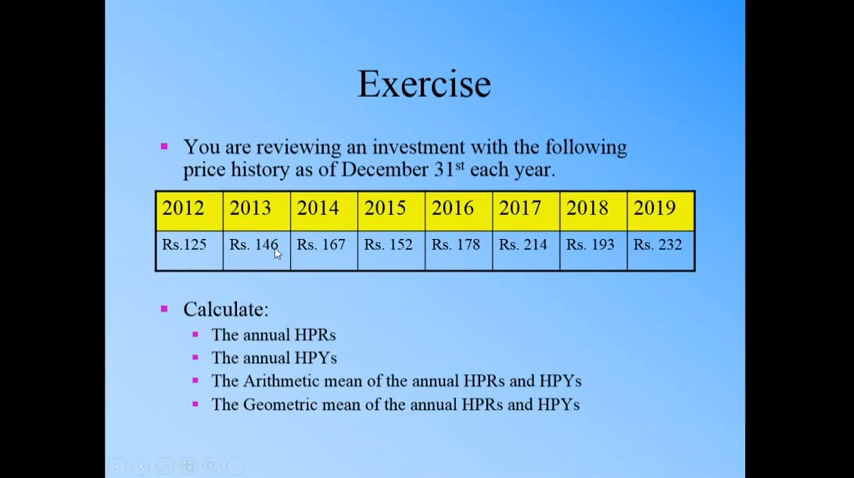 Exercise
You are reviewing an investment with the following
price history as of December 31st each year.
2012 2013 2014 2015 2016 2017 2018 2019
Rs.125 Rs. 146 Rs. 167 Rs. 152 Rs. 178 Rs. 214 Rs. 193 Rs. 232
Calculate:
The annual HPRs
The annual HPYs
The Arithmetic mean of the annual HPRs and HPYs
The Geometric mean of the annual HPRs and HPYs